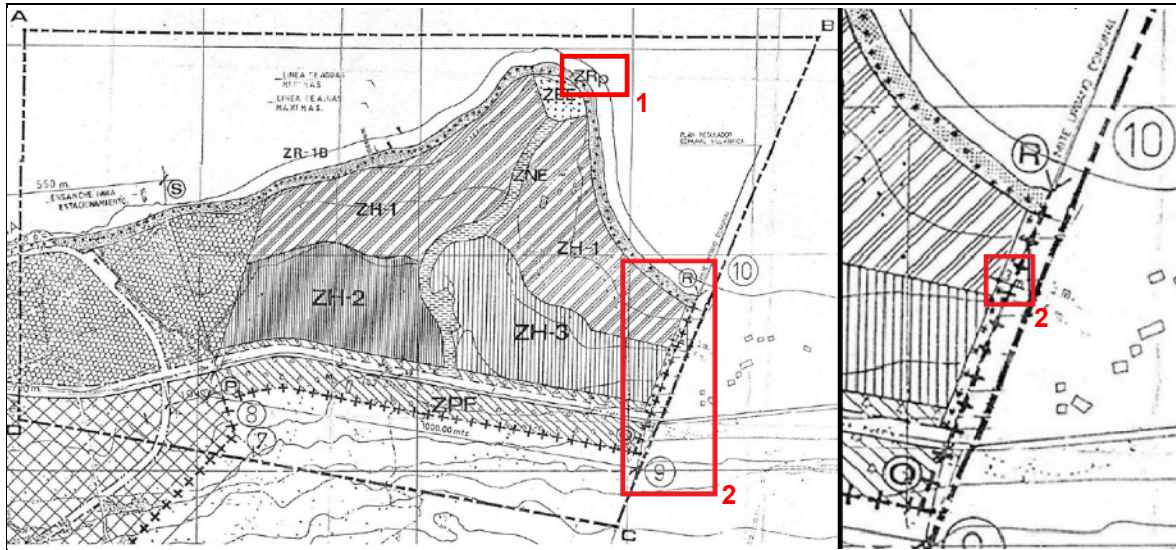 A
B
LINEA DE AGUAS
MINIMAS
LINEA DE AGUAS
MAXIMAS.
ZRp
1
ZEE
PLAN REGULADOR
COMUNAL VILLARRICA
ZR-1B
550 m.
S
ENSANCHE PARA
ESTACIONAMIENTO
ZNE
ZH-1
ZH-1
R
10
ZH-2
ZH-3
P
ZPF
8
7
1000.00 mts.
9
2
C
LIMITE URBANO COMUNAL
10
R
2
Q